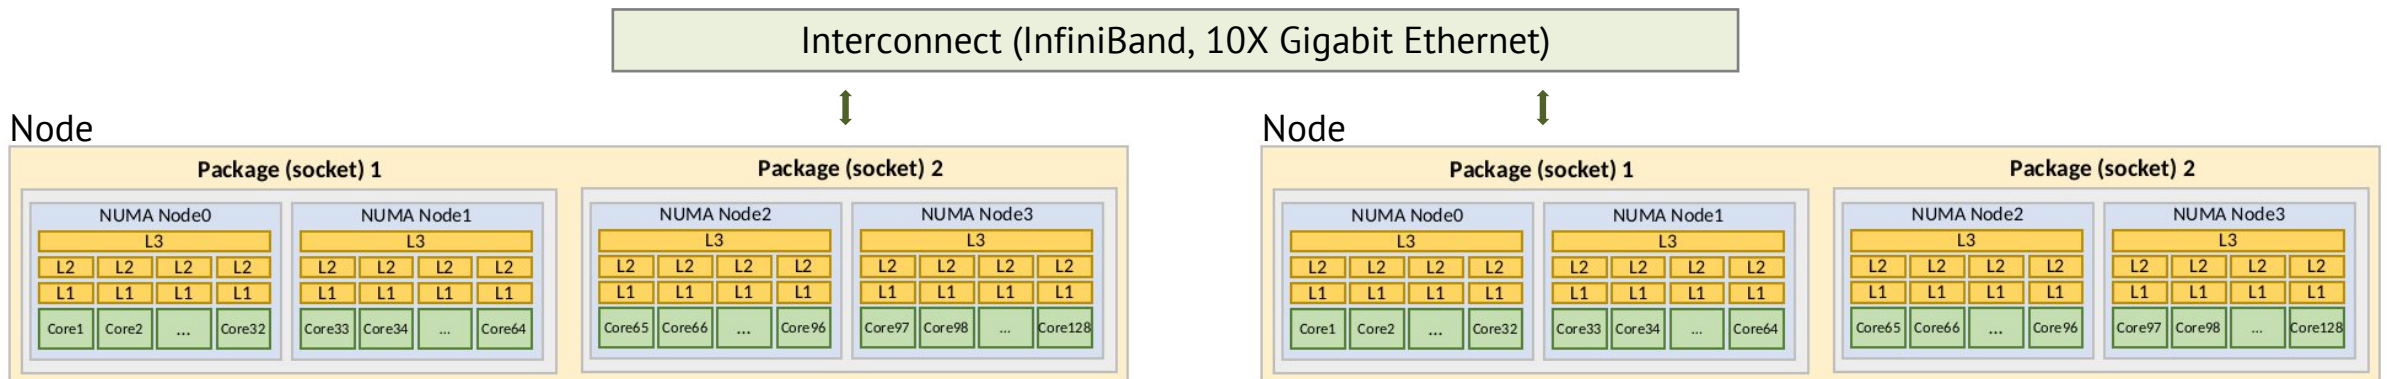 Interconnect (InfiniBand, 10X Gigabit Ethernet)
Node
Package (socket) 1
Package (socket) 2
NUMA Node0
NUMA Node1
NUMA Node2
NUMA Node3
L3 L3 L3 L3
L2 L2 L2 L2 L2 L2 L2 L2 L2 L2 L2 L2 L2 L2 L2 L2
L1 L1 L1 L1 L1 L1 L1 L1 L1 L1 L1 L1 L1 L1 L1 L1
Core1 Core2 ... Core32 Core33 Core34 ... Core64 Core65 Core66 ... Core96 Core97 Core98 ... Core128
Node
Package (socket) 1
Package (socket) 2
NUMA Node0
NUMA Node1
NUMA Node2
NUMA Node3
L3 L3 L3 L3
L2 L2 L2 L2 L2 L2 L2 L2 L2 L2 L2 L2 L2 L2 L2 L2
L1 L1 L1 L1 L1 L1 L1 L1 L1 L1 L1 L1 L1 L1 L1 L1
Core1 Core2 ... Core32 Core33 Core34 ... Core64 Core65 Core66 ... Core96 Core97 Core98 ... Core128